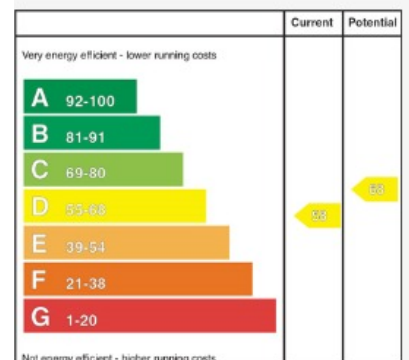 Current Potential
Very energy efficient - lower running costs
A 92-100
B 81-91
C 69-80
D 55-68
E 39-54
F 21-38
G 1-20
Not energy efficient - higher running costs